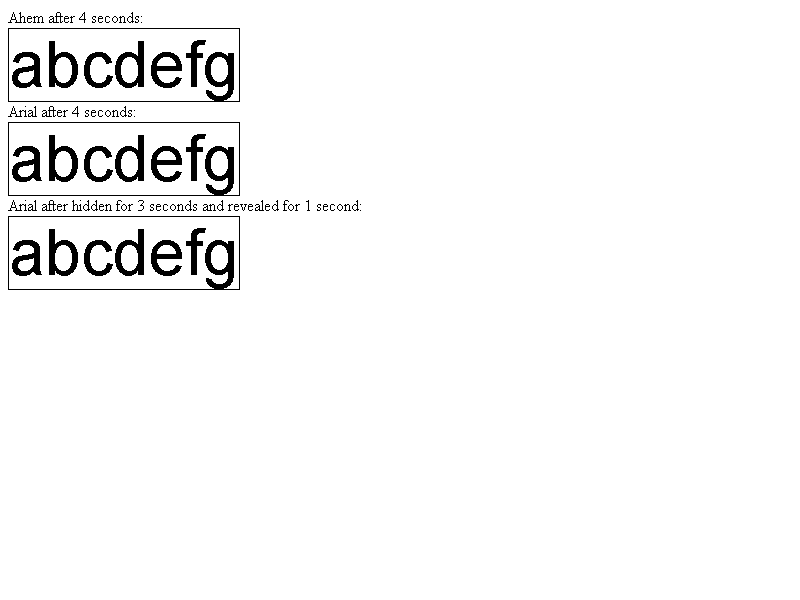 Ahem after 4 seconds:
abcdefg
Arial after 4 seconds:
abcdefg
Arial after hidden for 3 seconds and revealed for 1 second:
abcdefg